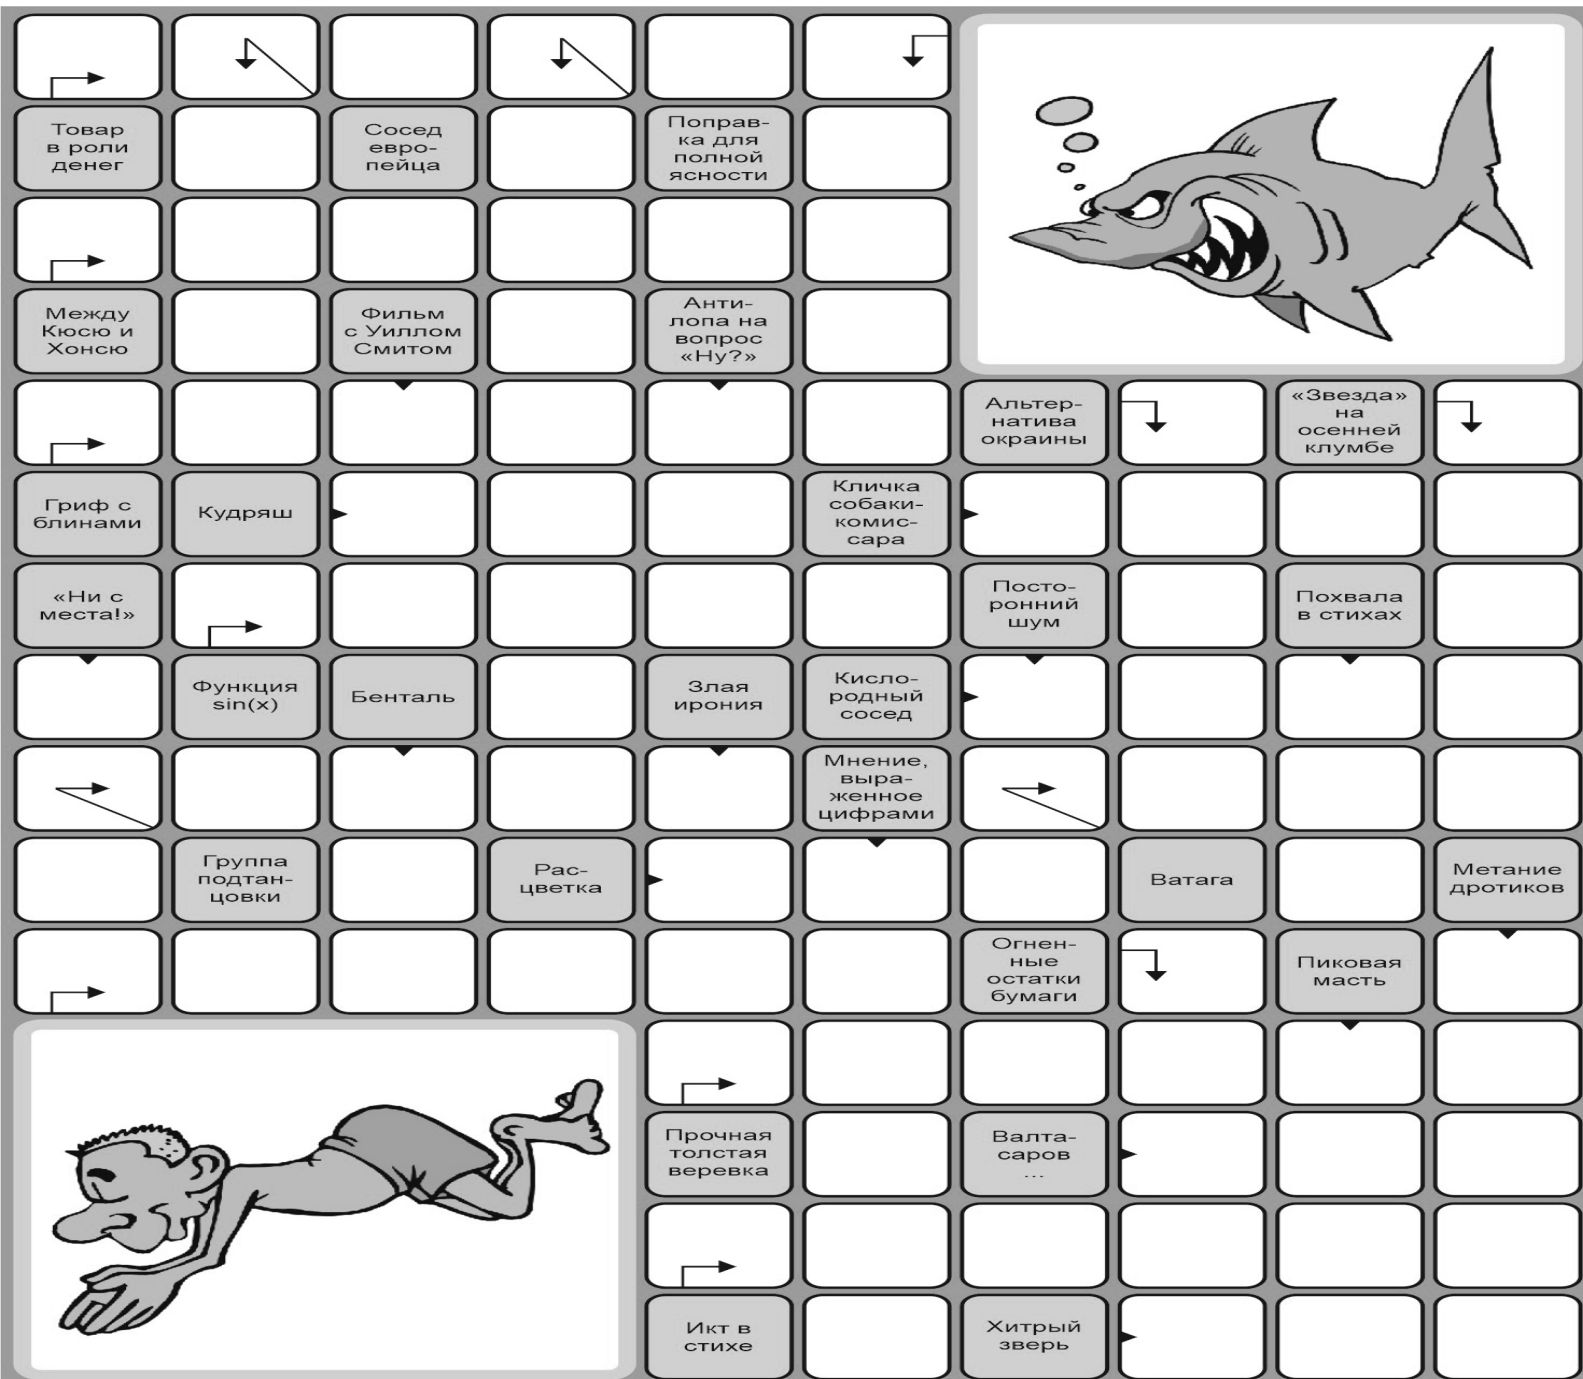 Товар
в роли
денег
Сосед
евро-
пейца
Поправ-
ка для
полной
ясности
Между
Кюсю и
Хонсю
Фильм
с Уиллом
Смитом
Анти-
лопа на
вопрос
«Ну?»
Альтер-
натива
окраины
«Звезда»
на
осенней
клумбе
Гриф с
блинами
Кудряш
Кличка
собаки-
комис-
сара
«Ни с
места!»
Посто-
ронний
шум
Похвала
в стихах
Функция
sin(x)
Бенталь
Злая
ирония
Кисло-
родный
сосед
Мнение,
выра-
женное
цифрами
Группа
подтан-
цовки
Рас-
цветка
Ватага
Метание
дротиков
Огнен-
ные
остатки
бумаги
Пиковая
масть
Прочная
толстая
веревка
Валта-
саров
...
Икт в
стихе
Хитрый
зверь